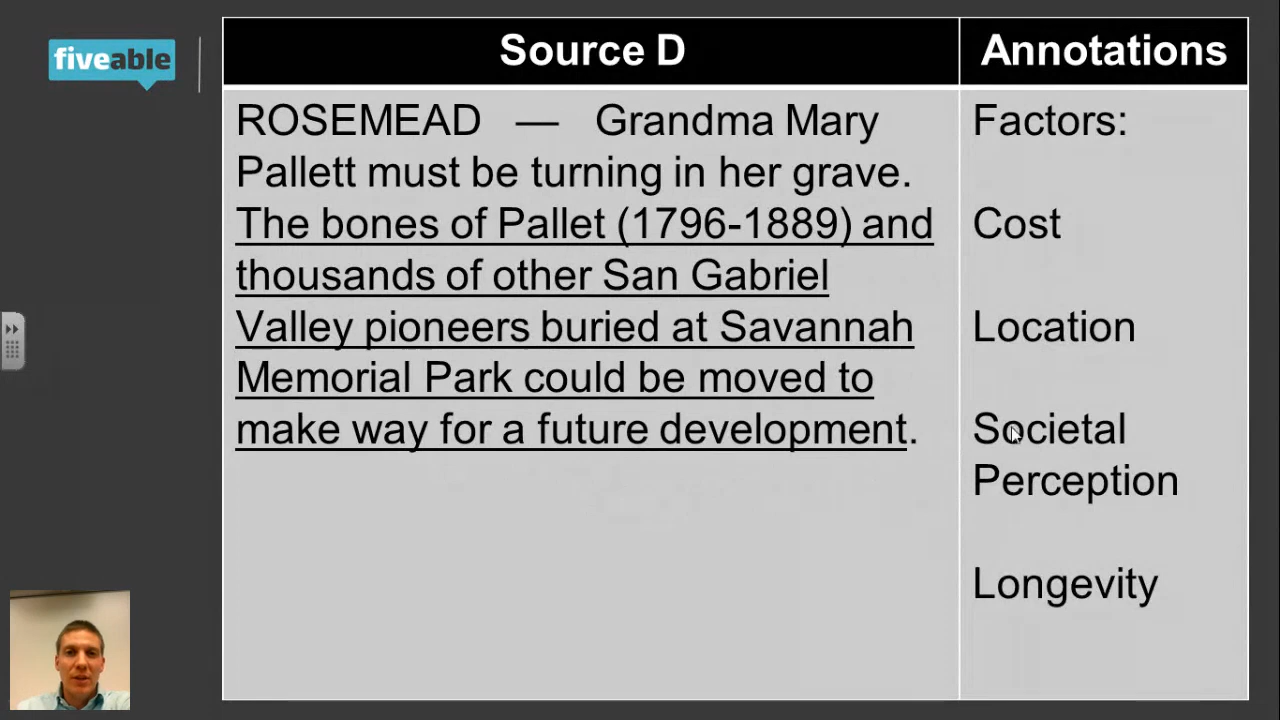 fiveable
Source D
Annotations
ROSEMEAD — Grandma Mary
Pallett must be turning in her grave.
The bones of Pallet (1796-1889) and
thousands of other San Gabriel
Valley pioneers buried at Savannah
Memorial Park could be moved to
make way for a future development.
Factors:
Cost
Location
Societal
Perception
Longevity